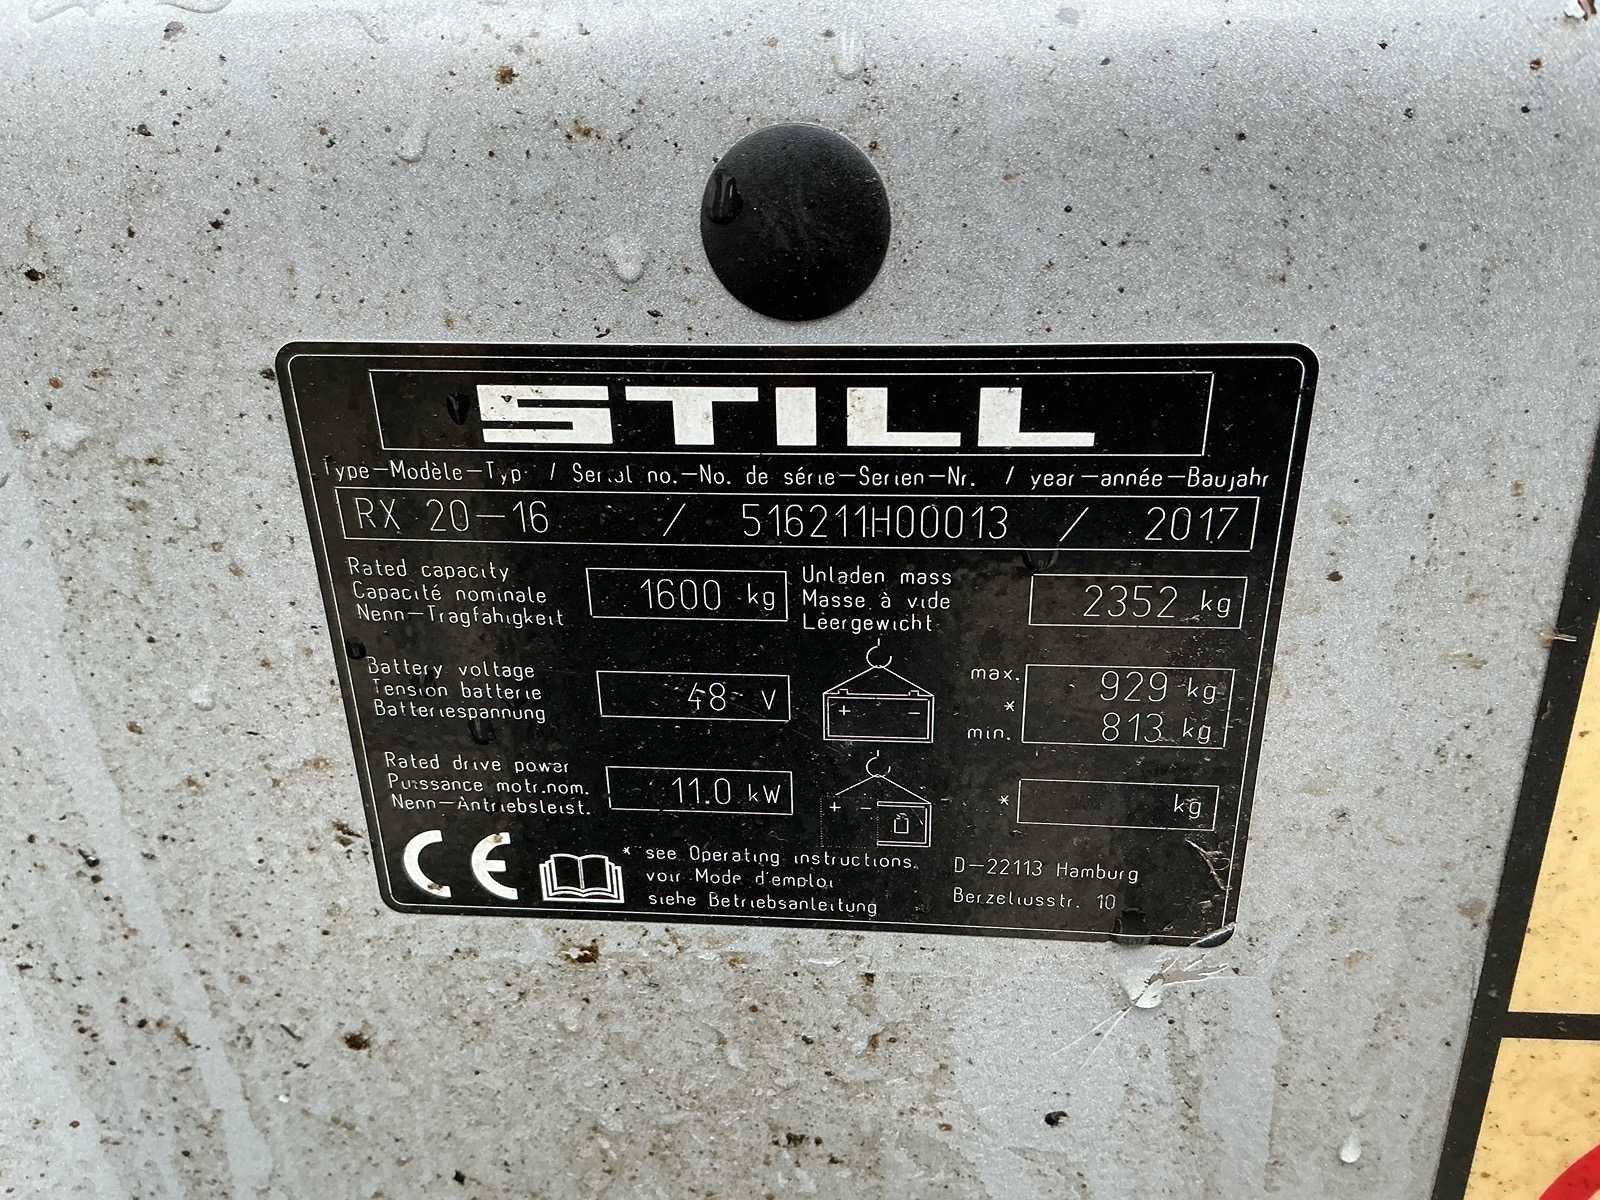 STILL
Type-Modèle-Typ / Serial no.-No. de série-Serien-Nr. / year-année-Baujahr
RX 20-16 / 516211H00013 / 2017
Rated capacity
Capacité nominale
Nenn-Tragfähigkeit
1600 kg
Unladen mass
Masse à vide
Leergewicht
2352 kg
Battery voltage
Tension batterie
Batteriespannung
48 V
+ -
max. 929 kg
*
min. 813 kg
Rated drive power
Puissance motr.nom.
Nenn-Antriebsleist.
11.0 kW
+ -
* kg
CE
* see Operating instructions.
voir Mode d'emploi
siehe Betriebsanleitung
D-22113 Hamburg
Berzeliusstr. 10